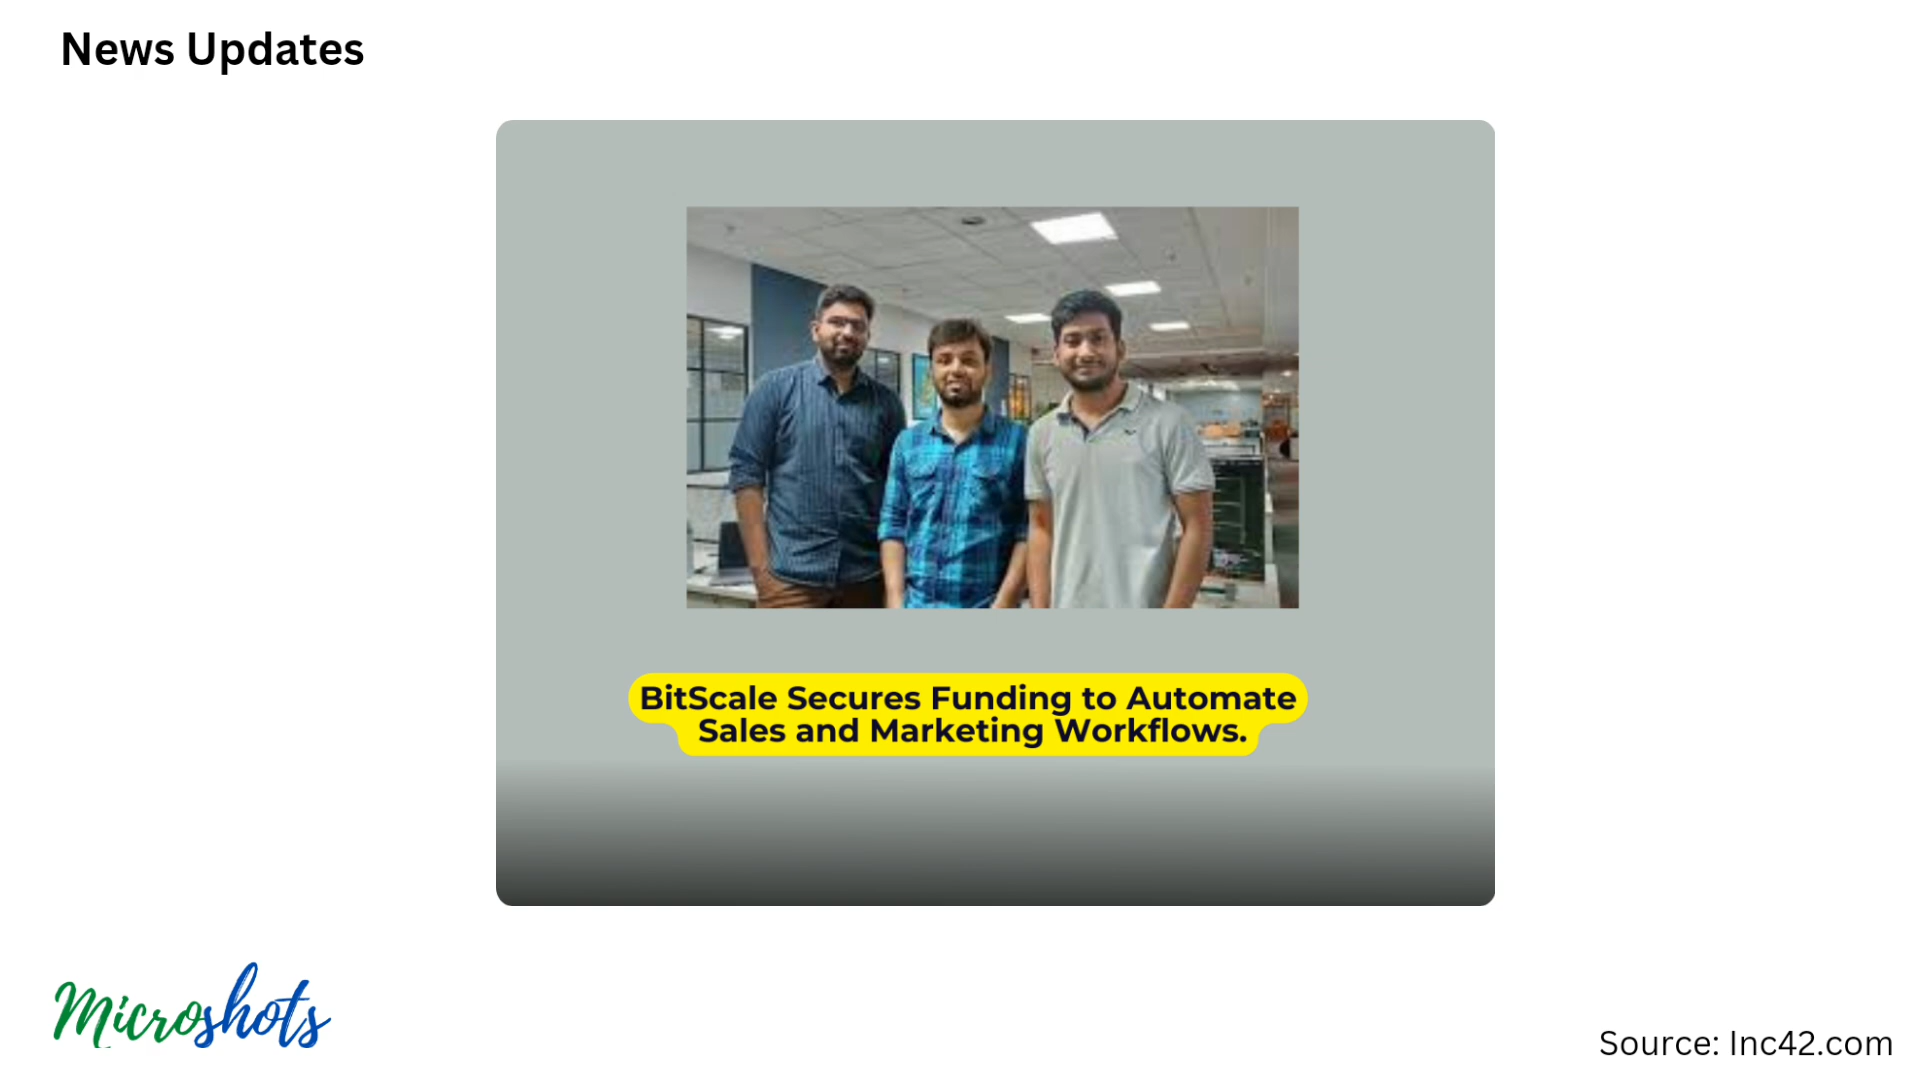 News Updates
BitScale Secures Funding to Automate
Sales and Marketing Workflows.
Microshots
Source: Inc42.com